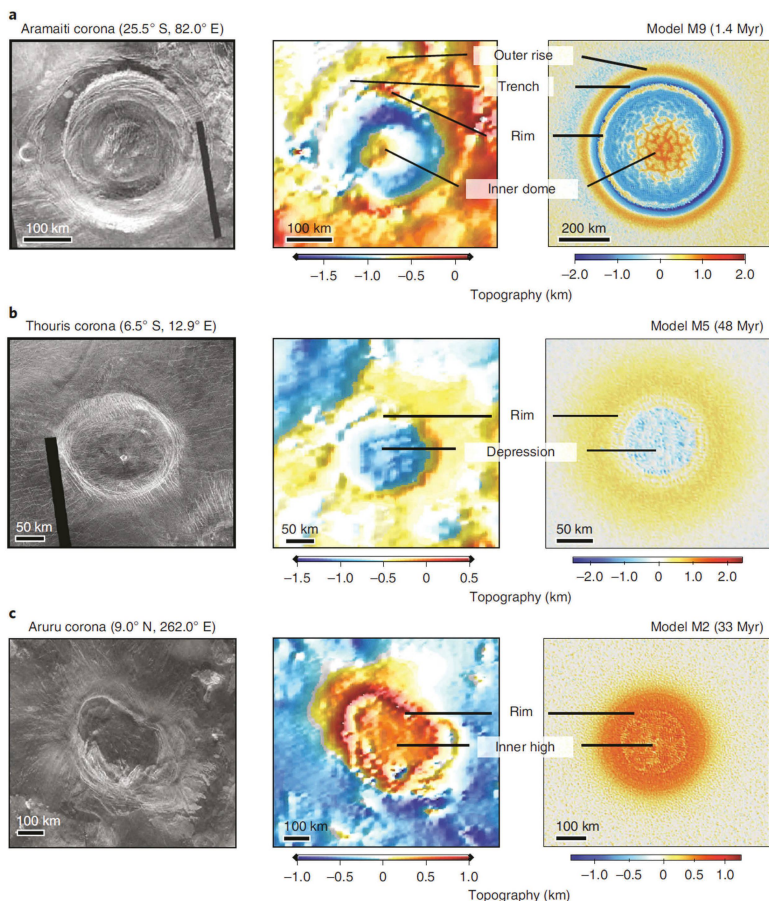 a
Aramaiti corona (25.5° S, 82.0° E)
Model M9 (1.4 Myr)
Outer rise
Trench
Rim
Inner dome
100 km
100 km
200 km
−1.5 −1.0 −0.5 0
−2.0 −1.0 0 1.0 2.0
Topography (km)
b
Thouris corona (6.5° S, 12.9° E)
Model M5 (48 Myr)
Rim
Depression
50 km
50 km
50 km
−1.5 −1.0 −0.5 0 0.5
−2.0 −1.0 0 1.0 2.0
Topography (km)
c
Aruru corona (9.0° N, 262.0° E)
Model M2 (33 Myr)
Rim
Inner high
100 km
100 km
100 km
−1.0 −0.5 0 0.5 1.0
−1.0 −0.5 0 0.5 1.0
Topography (km)